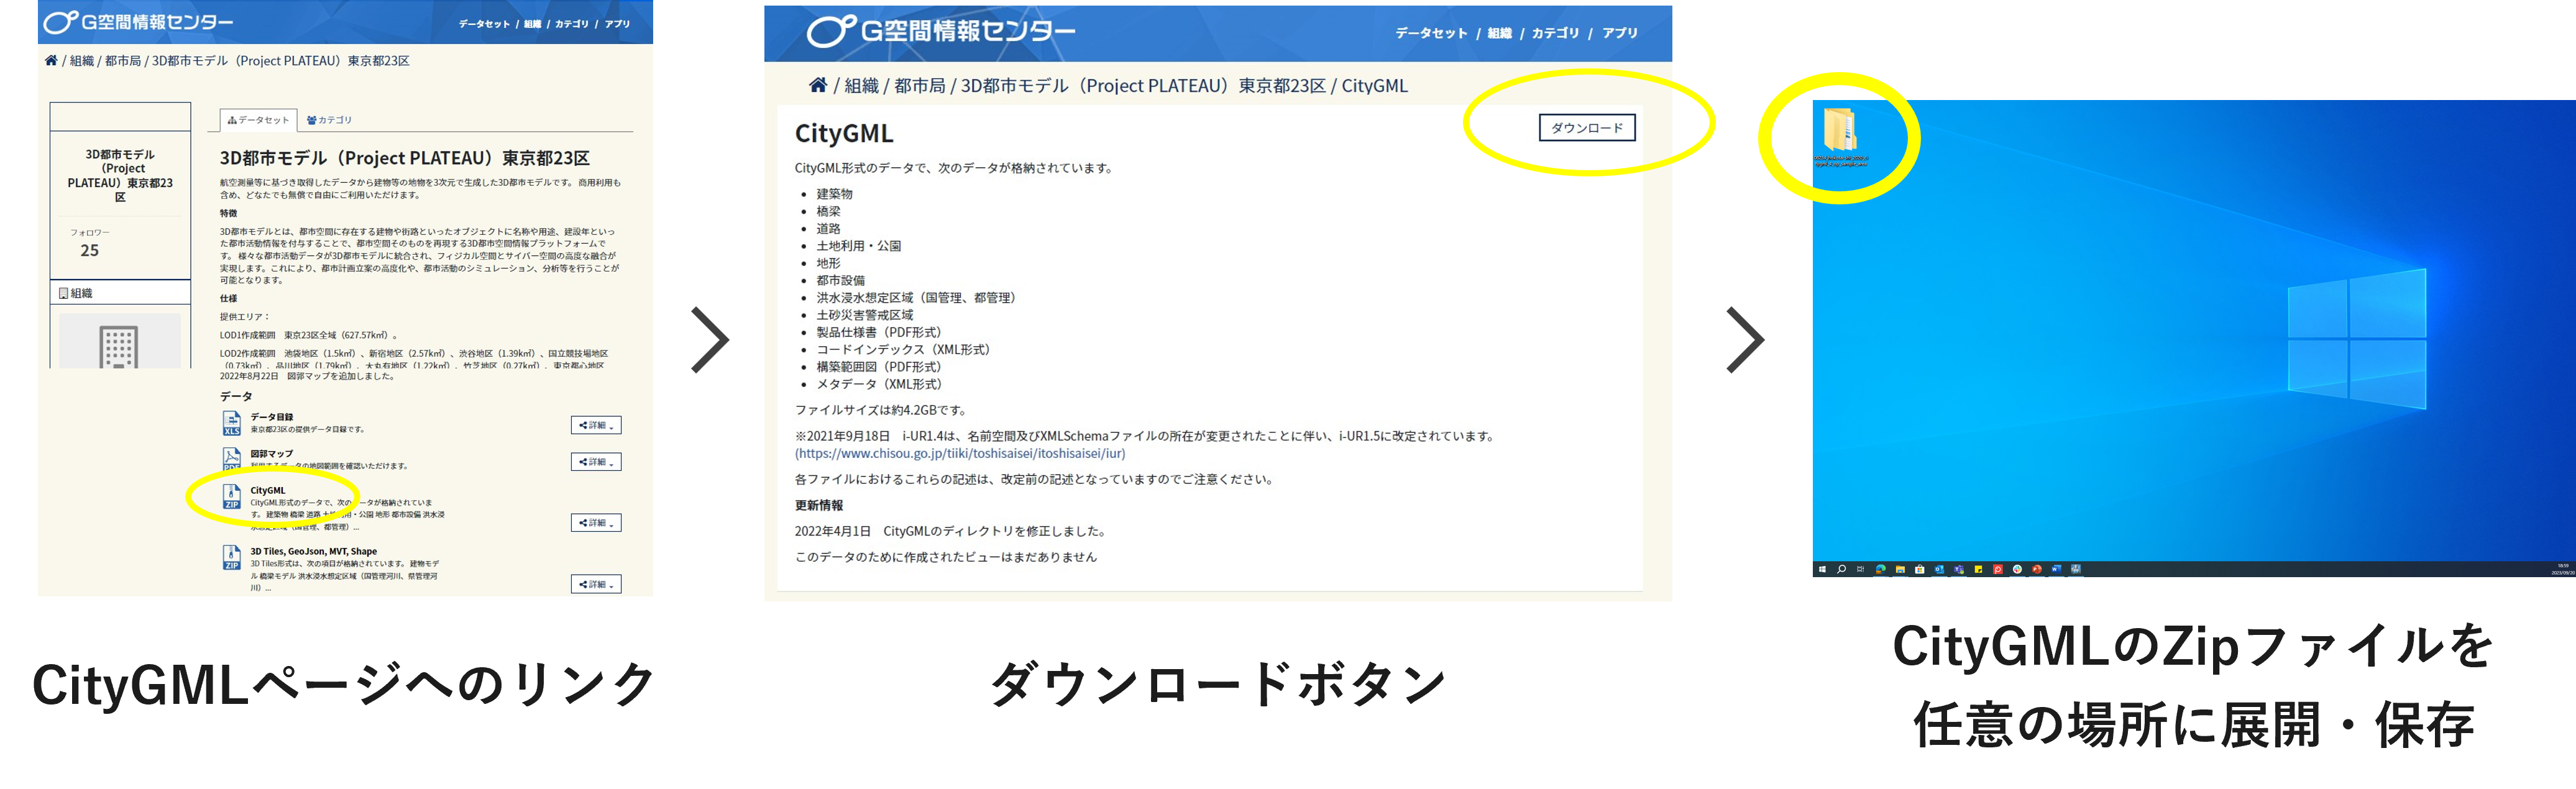 G空間情報センター
データセット / 組織 / カテゴリ / アプリ
/ 組織 / 都市局 / 3D都市モデル（Project PLATEAU）東京都23区
3D都市モデル
（Project
PLATEAU）東京都23
区
フォロワー
25
組織
データセット
カテゴリ
3D都市モデル（Project PLATEAU）東京都23区
航空測量等に基づき取得したデータから建物等の地物を3次元で生成した3D都市モデルです。 商用利用も
含め、どなたでも無償で自由にご利用いただけます。
特徴
3D都市モデルとは、都市空間に存在する建物や街路といったオブジェクトに名称や用途、建設年といっ
た都市活動情報を付与することで、都市空間そのものを再現する3D都市空間情報プラットフォームで
す。 様々な都市活動データが3D都市モデルに統合され、フィジカル空間とサイバー空間の高度な融合が
実現します。これにより、都市計画立案の高度化や、都市活動のシミュレーション、分析等を行うことが
可能となります。
仕様
提供エリア：
LOD1作成範囲　東京23区全域（627.57k㎡）。
LOD2作成範囲　池袋地区（1.5k㎡）、新宿地区（2.57k㎡）、渋谷地区（1.39k㎡）、国立競技場地区
（0.73k㎡）、品川地区（1.79k㎡）、大丸有地区（1.22k㎡）、竹芝地区（0.27k㎡）、東京都心地区
2022年8月22日　図郭マップを追加しました。
データ
XLS
データ目録
東京都23区の提供データ目録です。
詳細
PDF
図郭マップ
利用するデータの地図範囲を確認いただけます。
詳細
ZIP
CityGML
CityGML形式のデータで、次のデータが格納されていま
す。 建築物 橋梁 道路 土地利用・公園 地形 都市設備 洪水浸
水想定区域（国管理、都管理）...
詳細
ZIP
3D Tiles, GeoJson, MVT, Shape
3D Tiles形式は、次の項目が格納されています。 建物モデ
ル 橋梁モデル 洪水浸水想定区域（国管理河川、県管理河
川）...
詳細
CityGMLページへのリンク
G空間情報センター
データセット / 組織 / カテゴリ / アプリ
/ 組織 / 都市局 / 3D都市モデル（Project PLATEAU）東京都23区 / CityGML
CityGML
ダウンロード
CityGML形式のデータで、次のデータが格納されています。
• 建築物
• 橋梁
• 道路
• 土地利用・公園
• 地形
• 都市設備
• 洪水浸水想定区域（国管理、都管理）
• 土砂災害警戒区域
• 製品仕様書（PDF形式）
• コードインデックス（XML形式）
• 構築範囲図（PDF形式）
• メタデータ（XML形式）
ファイルサイズは約4.2GBです。
※2021年9月18日　i-UR1.4は、名前空間及びXMLSchemaファイルの所在が変更されたことに伴い、i-UR1.5に改定されています。
(https://www.chisou.go.jp/tiiki/toshisaisei/itoshisaisei/iur)
各ファイルにおけるこれらの記述は、改定前の記述となっていますのでご注意ください。
更新情報
2022年4月1日　CityGMLのディレクトリを修正しました。
このデータのために作成されたビューはまだありません
ダウンロードボタン
CityGMLのZipファイルを
任意の場所に展開・保存